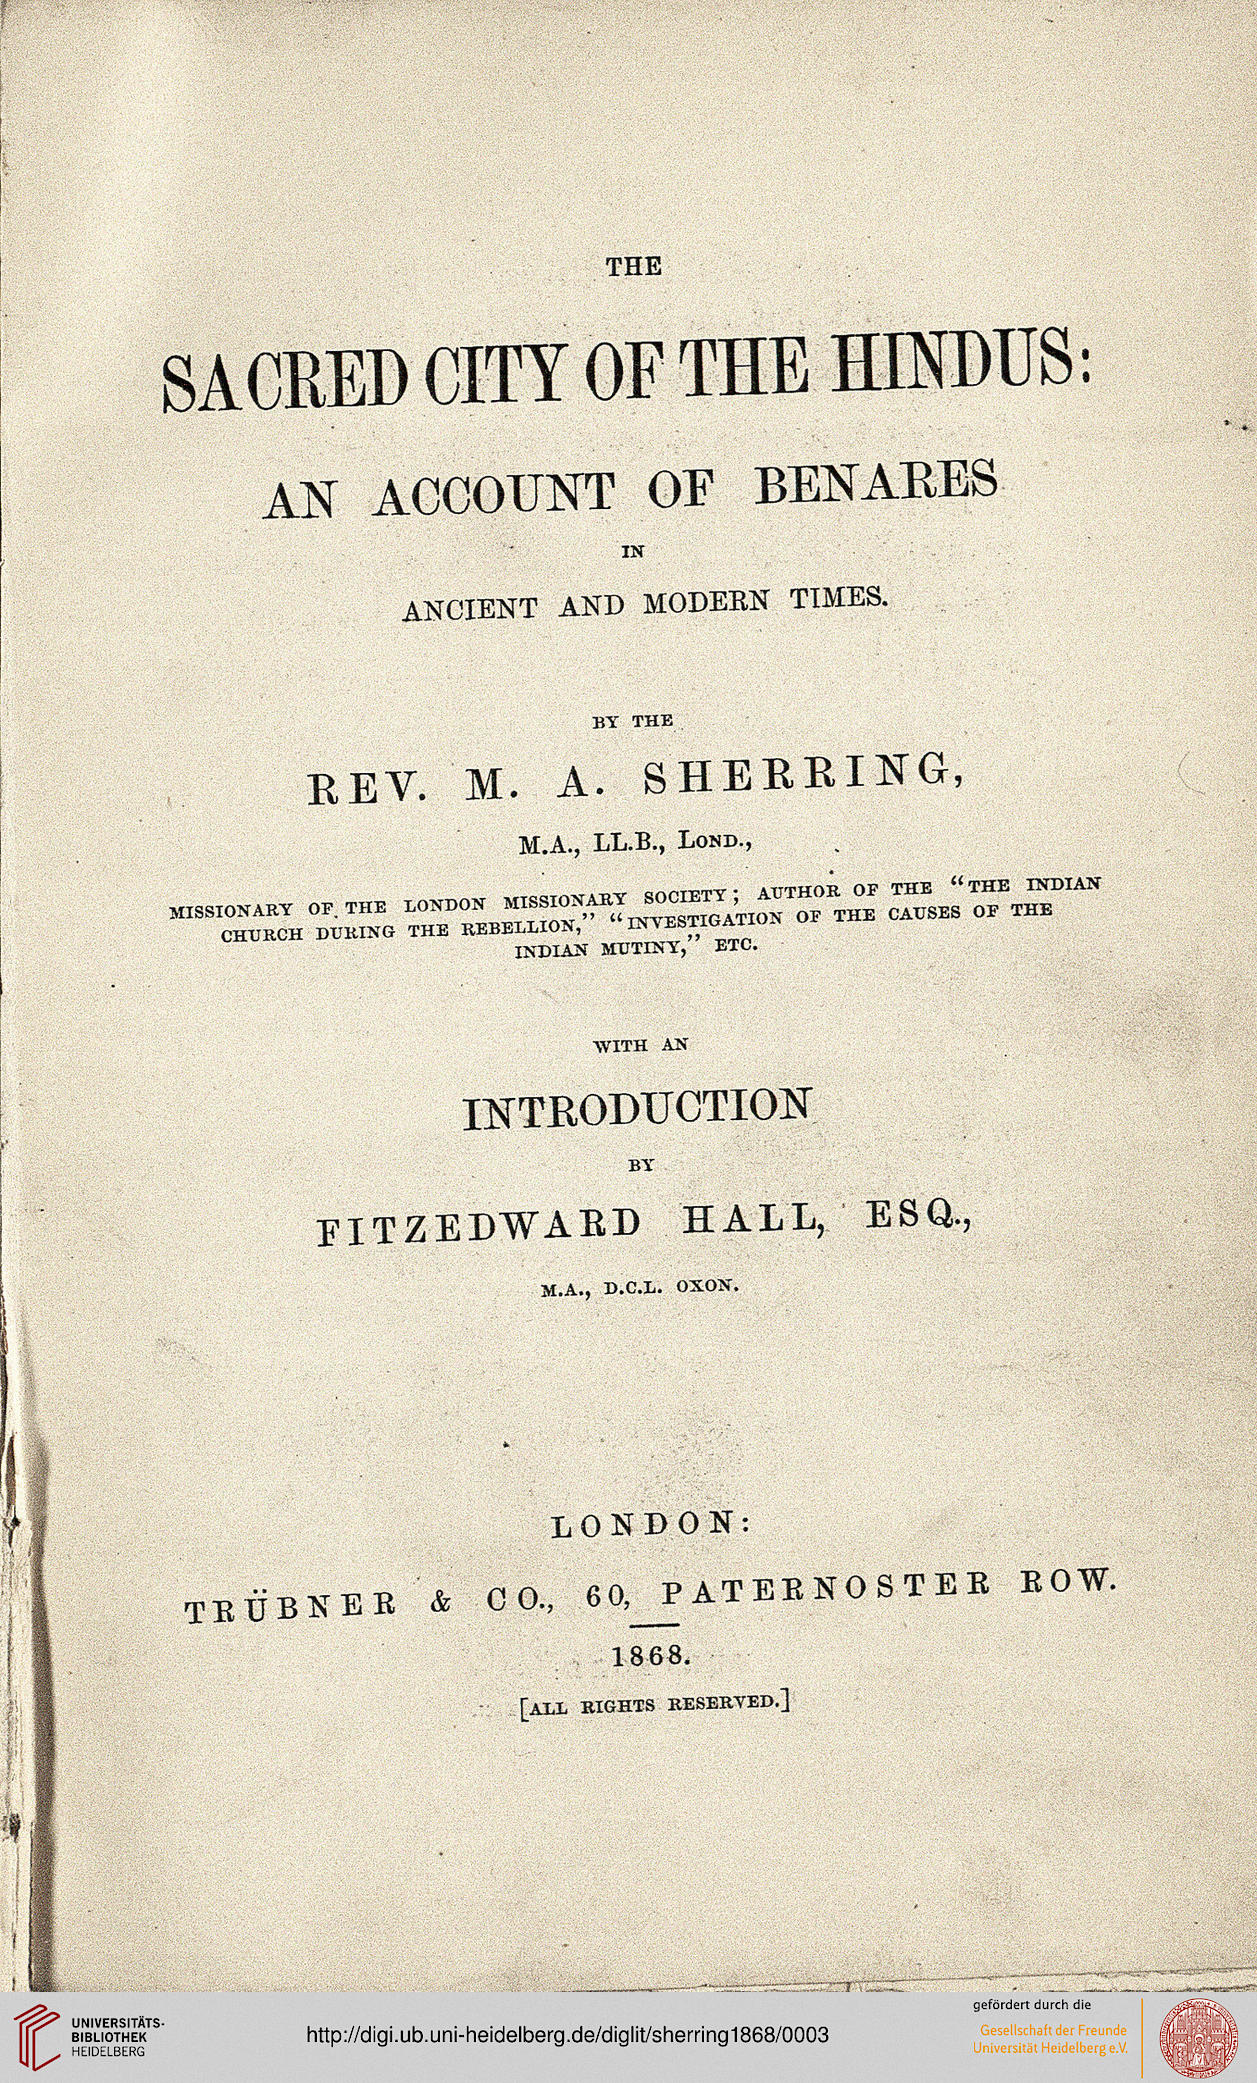 THE
SACRED CITY OF THE HINDUS:
AN ACCOUNT OF BENARES
IN
ANCIENT AND MODERN TIMES.
BY THE
REV. M. A. SHERRING,
M.A., LL.B., LOND.,
MISSIONARY OF THE LONDON MISSIONARY SOCIETY; AUTHOR OF THE "THE INDIAN
CHURCH DURING THE REBELLION," "INVESTIGATION OF THE CAUSES OF THE
INDIAN MUTINY," ETC.
WITH AN
INTRODUCTION
BY
FITZEDWARD HALL, ESQ.,
M.A., D.C.L. OXON.
LONDON:
TRÜBNER & CO., 60, PATERNOSTER ROW.
1868.
[ALL RIGHTS RESERVED.]
UNIVERSITÄTS-
BIBLIOTHEK
HEIDELBERG
http://digi.ub.uni-heidelberg.de/diglit/sherring1868/0003
gefördert durch die
Gesellschaft der Freunde
Universität Heidelberg e.V.